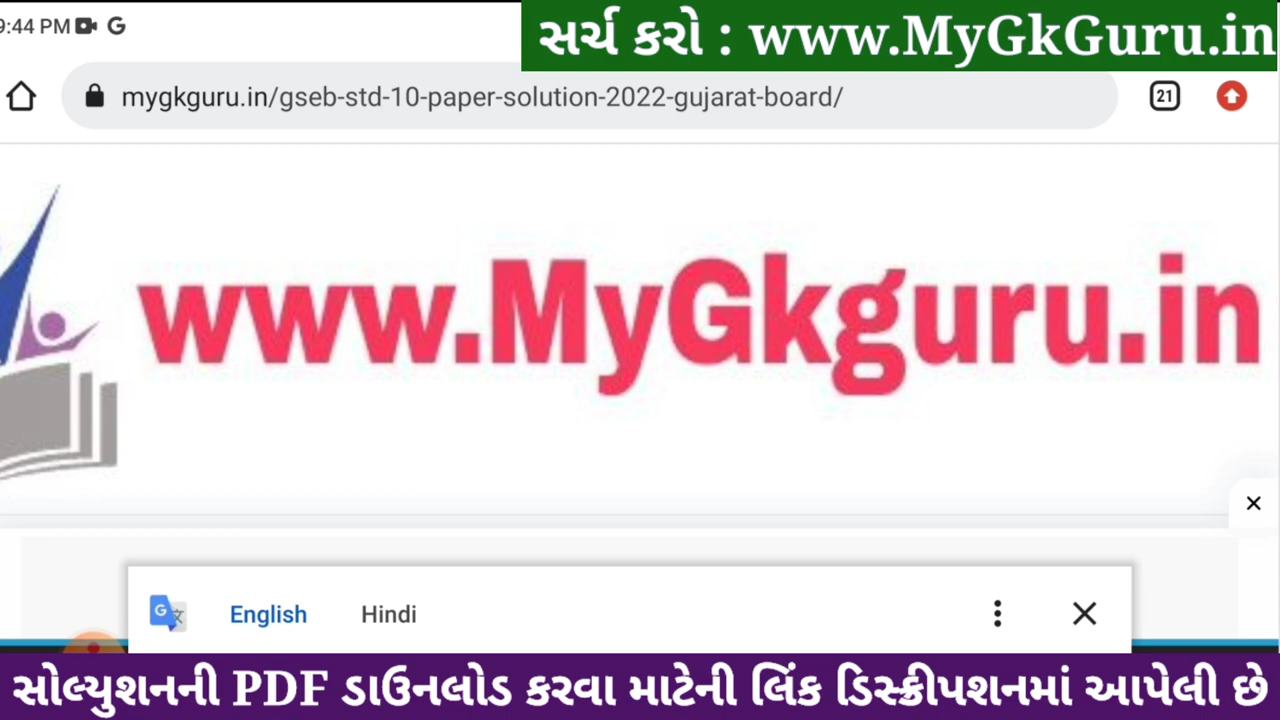 9:44 PM
સર્ચ કરો : www.MyGkGuru.in
mygkguru.in/gseb-std-10-paper-solution-2022-gujarat-board/
21
www.MyGkguru.in
English Hindi
સોલ્યુશનની PDF ડાઉનલોડ કરવા માટેની લિંક ડિસ્ક્રીપશનમાં આપેલી છે